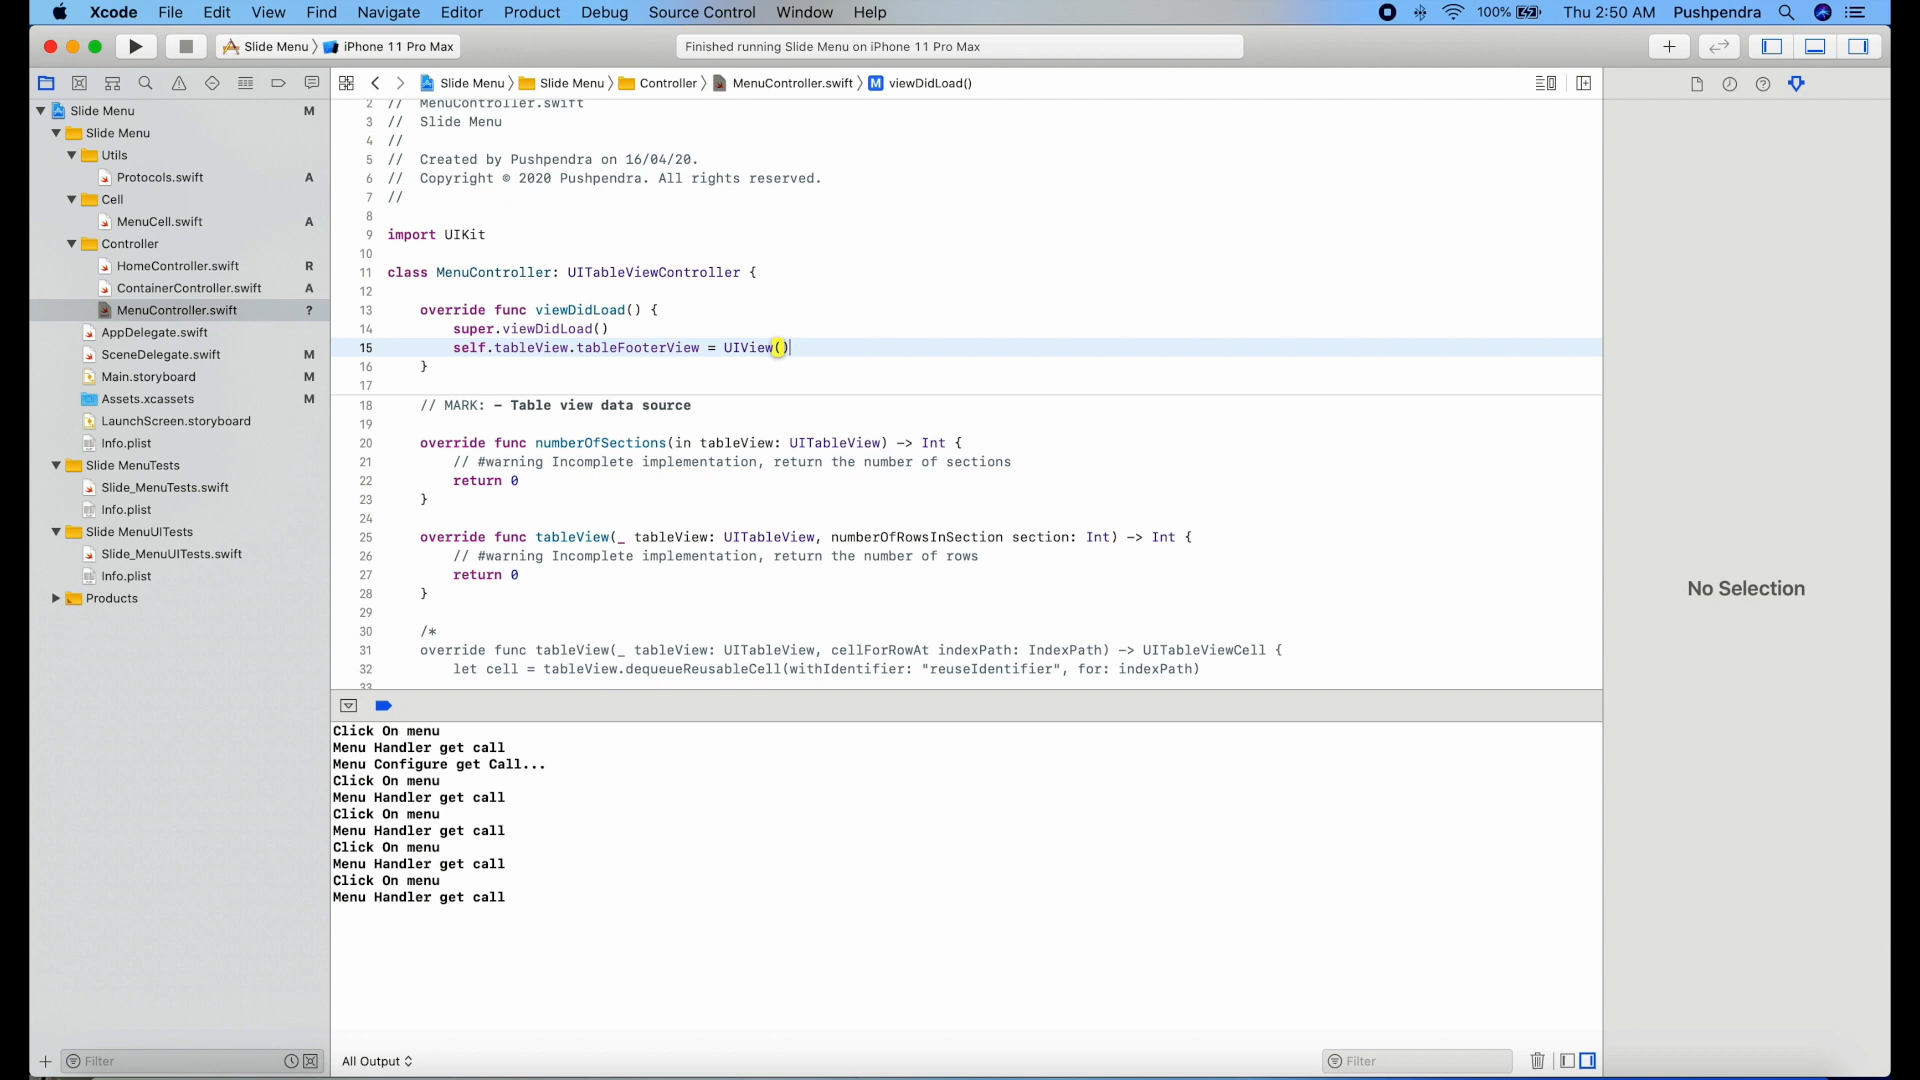 Xcode File Edit View Find Navigate Editor Product Debug Source Control Window Help 100% Thu 2:50 AM Pushpendra
Slide Menu iPhone 11 Pro Max Finished running Slide Menu on iPhone 11 Pro Max
Slide Menu Slide Menu Controller MenuController.swift M viewDidLoad()
Slide Menu M
Slide Menu
Utils
Protocols.swift A
Cell
MenuCell.swift A
Controller
HomeController.swift R
ContainerController.swift A
MenuController.swift ?
AppDelegate.swift
SceneDelegate.swift M
Main.storyboard M
Assets.xcassets M
LaunchScreen.storyboard
Info.plist
Slide MenuTests
Slide_MenuTests.swift
Info.plist
Slide MenuUITests
Slide_MenuUITests.swift
Info.plist
Products
Filter
2 // MenuController.swift
3 // Slide Menu
4 //
5 // Created by Pushpendra on 16/04/20.
6 // Copyright © 2020 Pushpendra. All rights reserved.
7 //
8
9 import UIKit
10
11 class MenuController: UITableViewController {
12
13 override func viewDidLoad() {
14 super.viewDidLoad()
15 self.tableView.tableFooterView = UIView()
16 }
17
18 // MARK: - Table view data source
19
20 override func numberOfSections(in tableView: UITableView) -> Int {
21 // #warning Incomplete implementation, return the number of sections
22 return 0
23 }
24
25 override func tableView(_ tableView: UITableView, numberOfRowsInSection section: Int) -> Int {
26 // #warning Incomplete implementation, return the number of rows
27 return 0
28 }
29
30 /*
31 override func tableView(_ tableView: UITableView, cellForRowAt indexPath: IndexPath) -> UITableViewCell {
32 let cell = tableView.dequeueReusableCell(withIdentifier: "reuseIdentifier", for: indexPath)
33
Click On menu
Menu Handler get call
Menu Configure get Call...
Click On menu
Menu Handler get call
Click On menu
Menu Handler get call
Click On menu
Menu Handler get call
Click On menu
Menu Handler get call
All Output Filter
No Selection